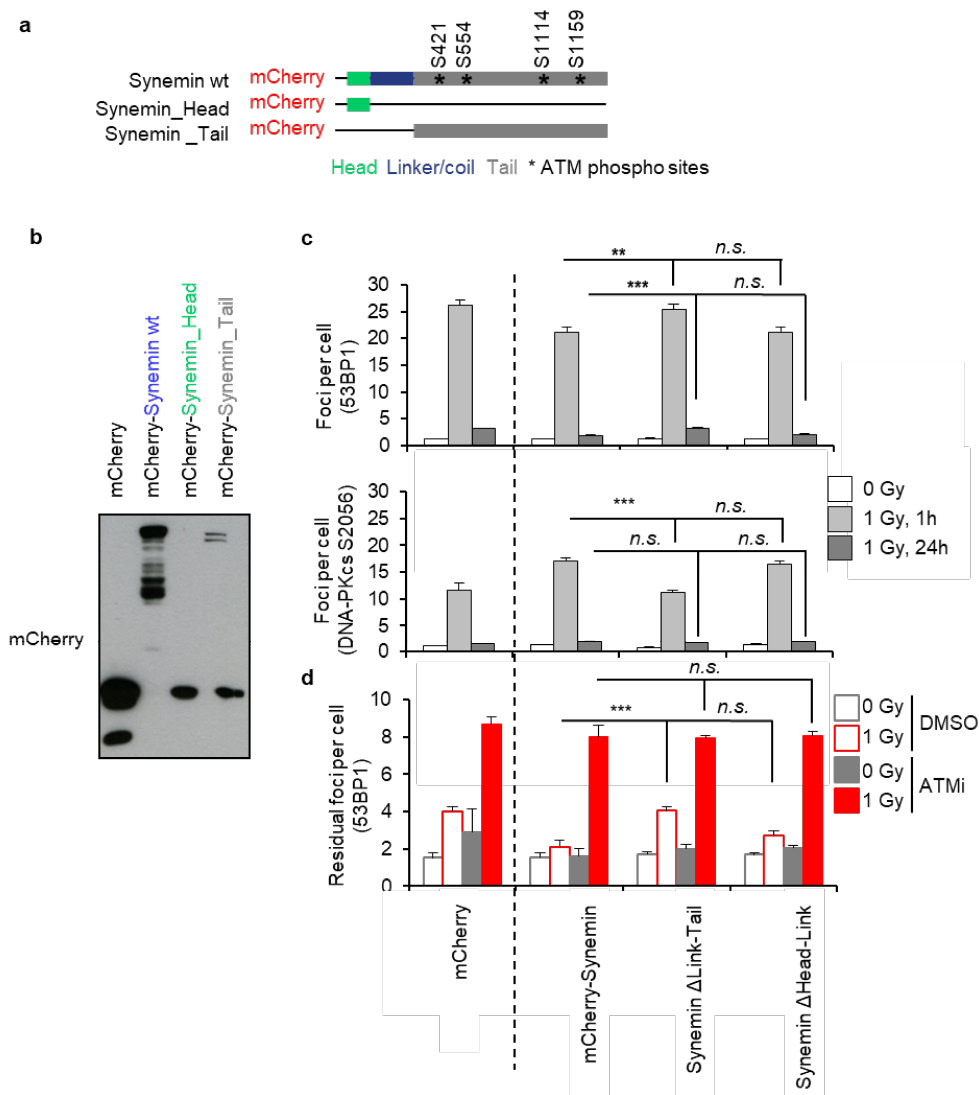 a
S421
S554
S1114
S1159
Synemin wt
mCherry
* * * *
Synemin_Head
mCherry
Synemin _Tail
mCherry
Head Linker/coil Tail * ATM phospho sites
b
mCherry
mCherry-Synemin wt
mCherry-Synemin_Head
mCherry-Synemin_Tail
mCherry
c
Foci per cell
(53BP1)
30
25
20
15
10
5
0
**
n.s.
***
n.s.
Foci per cell
(DNA-PKcs S2056)
30
25
20
15
10
5
0
***
n.s.
n.s.
n.s.
0 Gy
1 Gy, 1h
1 Gy, 24h
d
Residual foci per cell
(53BP1)
10
8
6
4
2
0
n.s.
***
n.s.
0 Gy
1 Gy
DMSO
0 Gy
1 Gy
ATMi
mCherry
mCherry-Synemin
Synemin ΔLink-Tail
Synemin ΔHead-Link